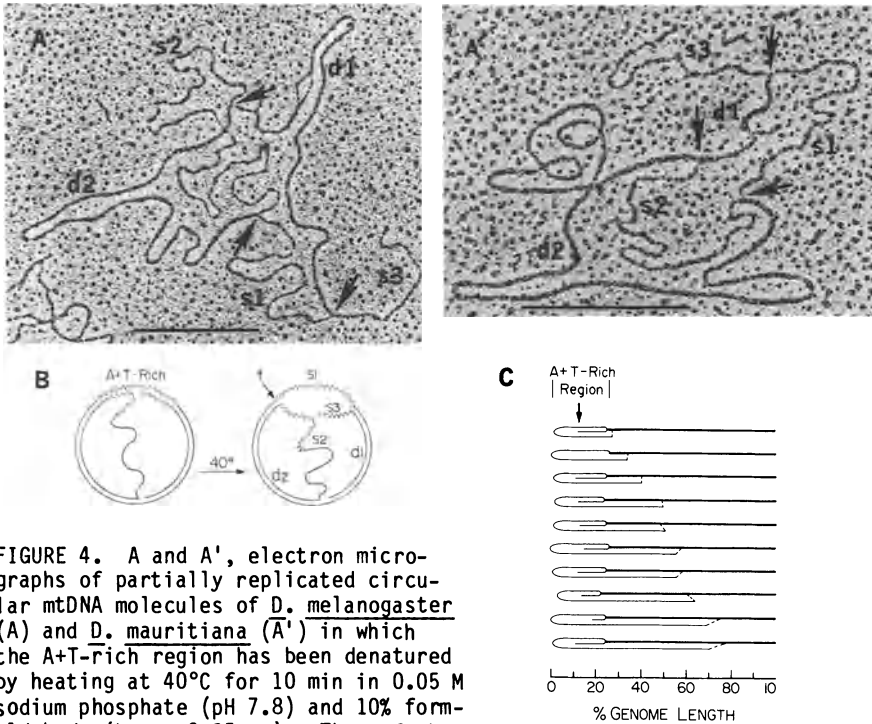 A
s2
d1
d2
s1
s3
A'
s3
d1
s1
s2
d2
B
A+T-Rich
40°
s1
s3
s2
d1
d2
C
A+T-Rich
Region
0 20 40 60 80 10
% GENOME LENGTH
FIGURE 4. A and A', electron micro-
graphs of partially replicated circu-
lar mtDNA molecules of D. melanogaster
(A) and D. mauritiana (A') in which
the A+T-rich region has been denatured
by heating at 40°C for 10 min in 0.05 M
sodium phosphate (pH 7.8) and 10% form-